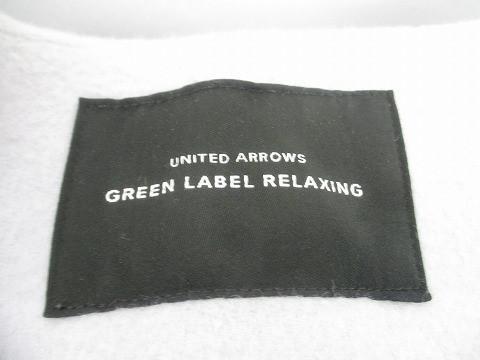 UNITED ARROWS
GREEN LABEL RELAXING